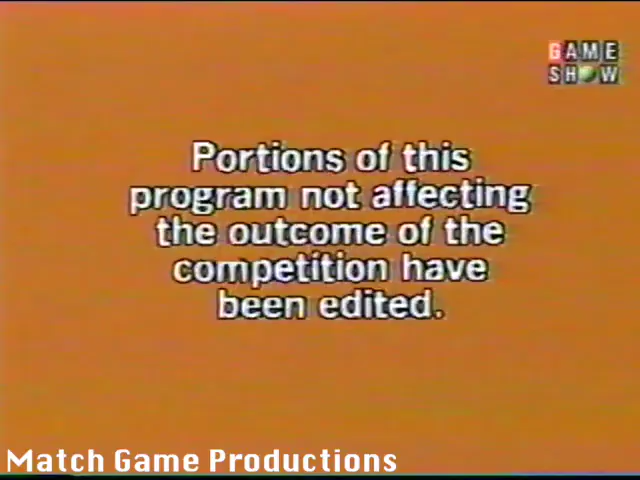 GAME
SHOW
Portions of this
program not affecting
the outcome of the
competition have
been edited.
Match Game Productions